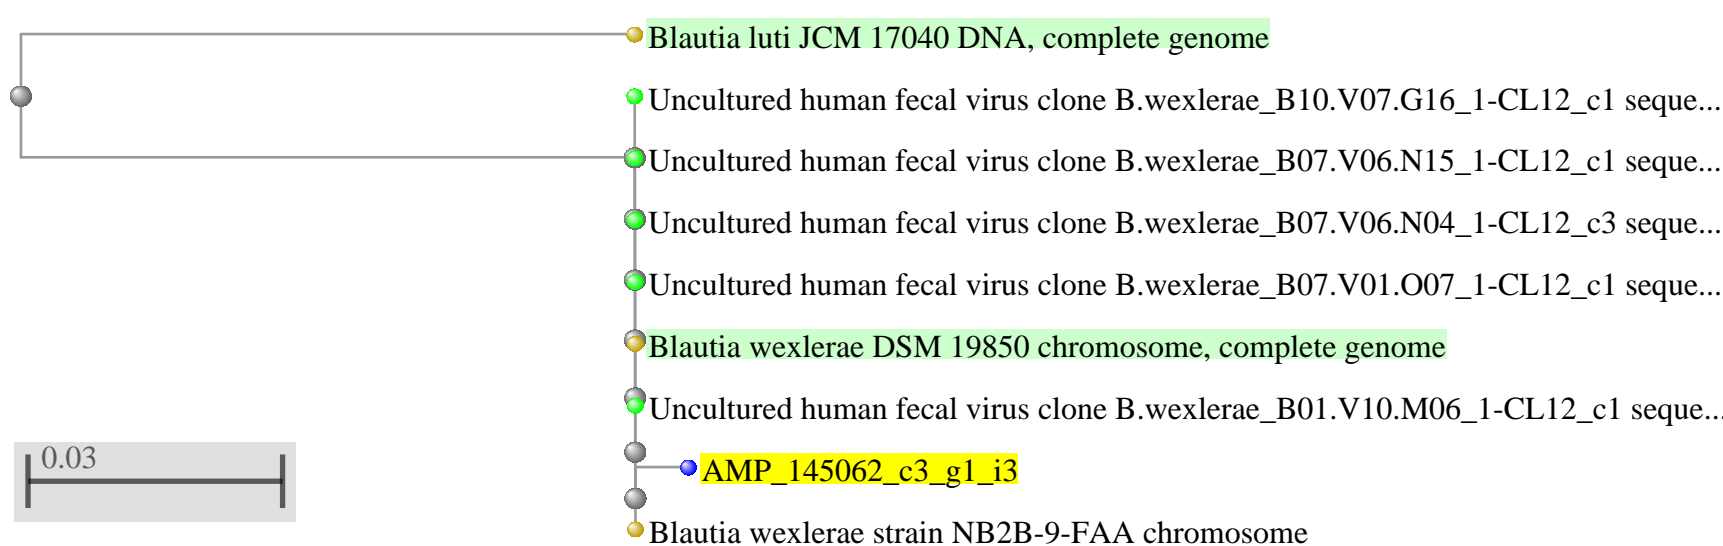 Blautia luti JCM 17040 DNA, complete genome
Uncultured human fecal virus clone B.wexlerae_B10.V07.G16_1-CL12_c1 seque...
Uncultured human fecal virus clone B.wexlerae_B07.V06.N15_1-CL12_c1 seque...
Uncultured human fecal virus clone B.wexlerae_B07.V06.N04_1-CL12_c3 seque...
Uncultured human fecal virus clone B.wexlerae_B07.V01.O07_1-CL12_c1 seque...
Blautia wexlerae DSM 19850 chromosome, complete genome
Uncultured human fecal virus clone B.wexlerae_B01.V10.M06_1-CL12_c1 seque...
0.03
AMP_145062_c3_g1_i3
Blautia wexlerae strain NB2B-9-FAA chromosome